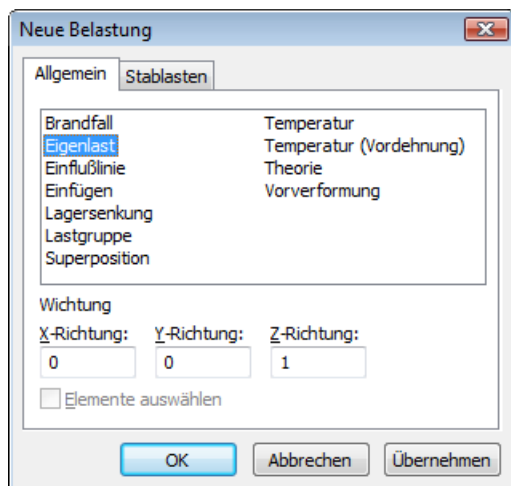 Neue Belastung
Allgemein
Stablasten
Brandfall
Eigenlast
Einflußlinie
Einfügen
Lagersenkung
Lastgruppe
Superposition
Temperatur
Temperatur (Vordehnung)
Theorie
Vorverformung
Wichtung
X-Richtung: Y-Richtung: Z-Richtung:
0 0 1
Elemente auswählen
OK Abbrechen Übernehmen